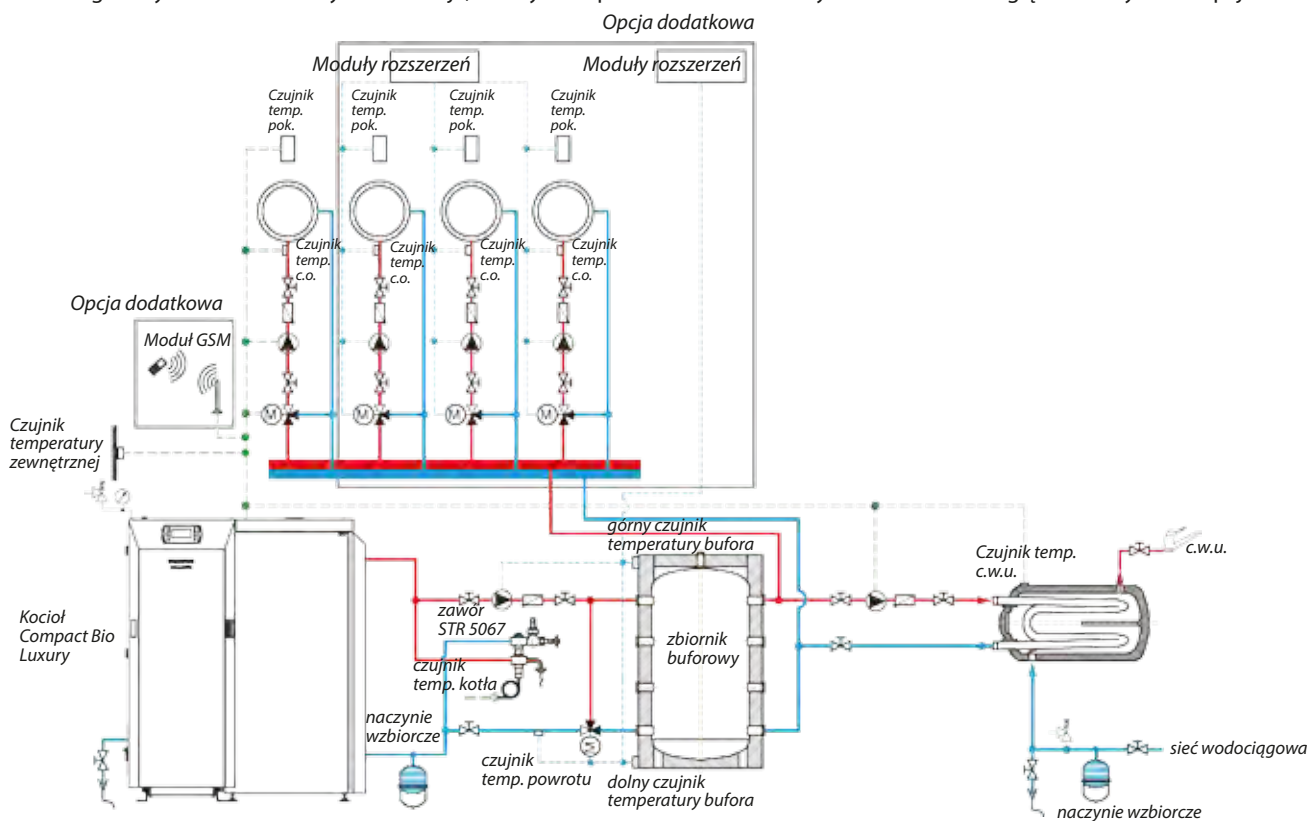 Opcja dodatkowa
Moduły rozszerzeń
Moduły rozszerzeń
Czujnik
temp.
pok.
Czujnik
temp.
pok.
Czujnik
temp.
pok.
Czujnik
temp.
pok.
Czujnik
temp.
c.o.
Czujnik
temp.
c.o.
Czujnik
temp.
c.o.
Czujnik
temp.
c.o.
Opcja dodatkowa
Moduł GSM
M
M
M
M
Czujnik
temperatury
zewnętrznej
górny czujnik
temperatury bufora
Czujnik temp.
c.w.u.
c.w.u.
Kocioł
Compact Bio
Luxury
zawór
STR 5067
czujnik
temp. kotła
zbiornik
buforowy
naczynie
wzbiorcze
M
czujnik
temp. powrotu
dolny czujnik
temperatury bufora
sieć wodociągowa
naczynie wzbiorcze